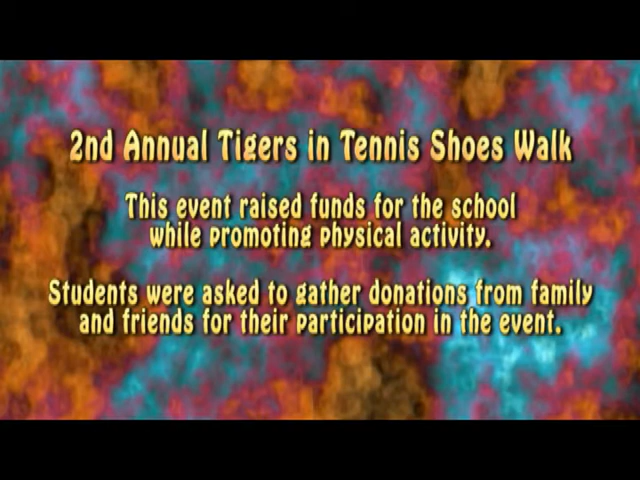 2nd Annual Tigers in Tennis Shoes Walk
This event raised funds for the school
while promoting physical activity.
Students were asked to gather donations from family
and friends for their participation in the event.